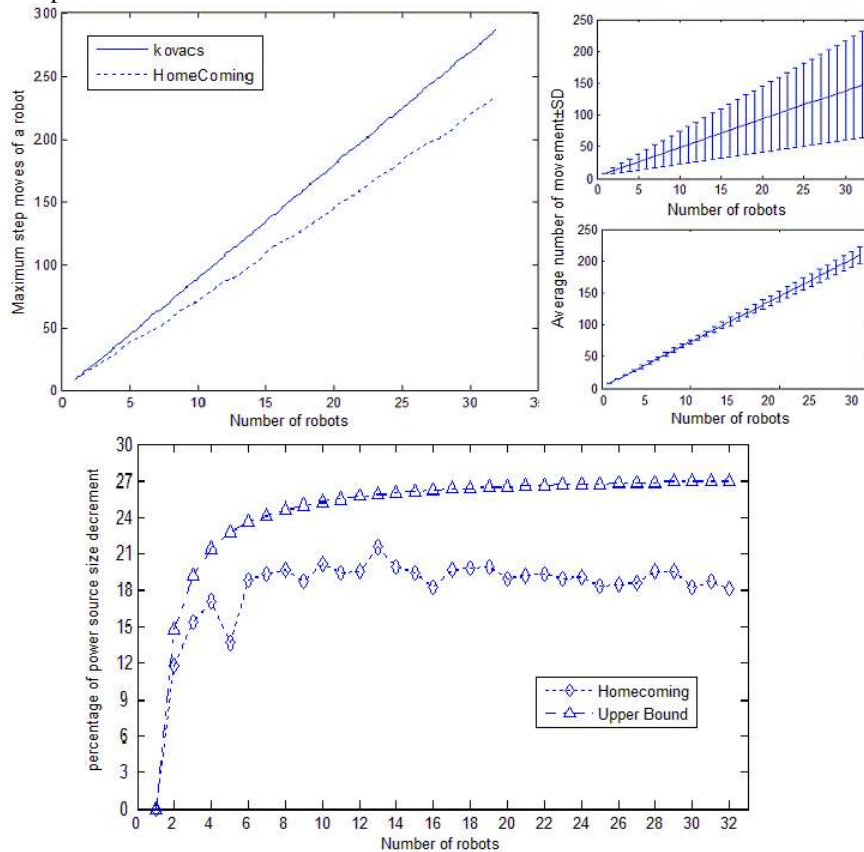 300
250
200
150
100
50
0
kovacs
HomeComing
Maximum step moves of a robot
0 5 10 15 20 25 30
Number of robots
250
200
150
100
50
0
0 5 10 15 20 25 30
Number of robots
Average number of movement±SD
250
200
150
100
50
0
0 5 10 15 20 25 30
Number of robots
30
27
24
21
18
15
12
9
6
3
0
percentage of power source size decrement
Homecoming
Upper Bound
0 2 4 6 8 10 12 14 16 18 20 22 24 26 28 30 32
Number of robots